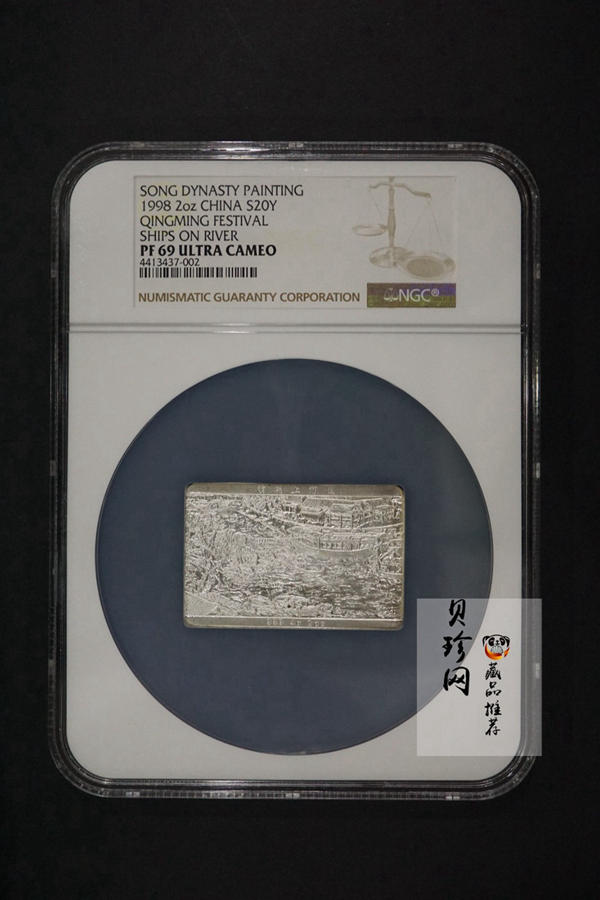 SONG DYNASTY PAINTING
1998 2oz CHINA S20Y
QINGMING FESTIVAL
SHIPS ON RIVER
PF 69 ULTRA CAMEO
4413437-002
NUMISMATIC GUARANTY CORPORATION
NGC®
贝珍网
藏品推荐